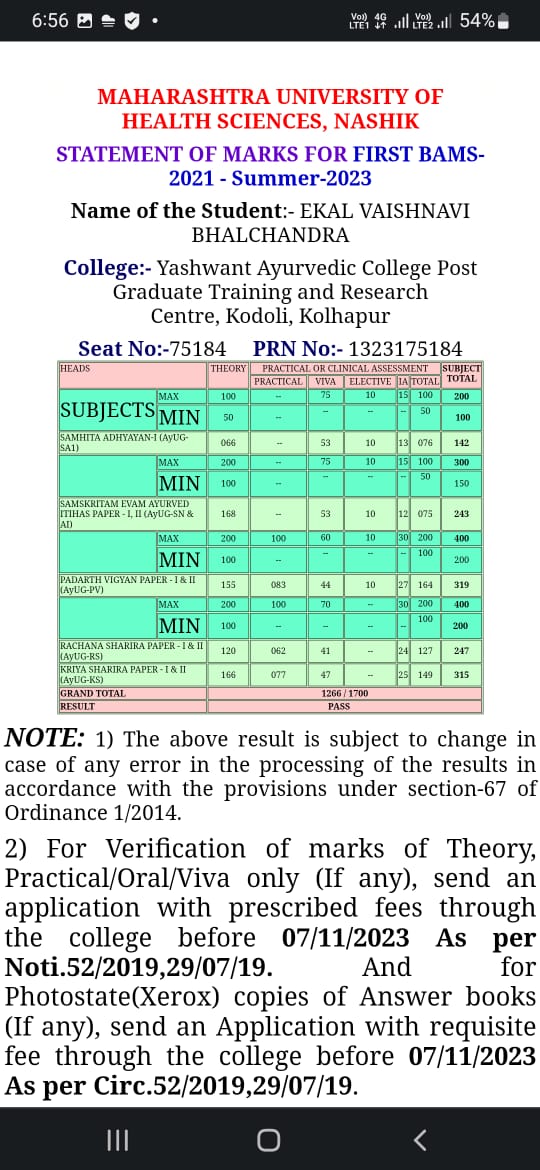 6:56 Vo)) LTE1 4G Vo)) LTE2 54%
MAHARASHTRA UNIVERSITY OF
HEALTH SCIENCES, NASHIK
STATEMENT OF MARKS FOR FIRST BAMS-
2021 - Summer-2023
Name of the Student:- EKAL VAISHNAVI
BHALCHANDRA
College:- Yashwant Ayurvedic College Post
Graduate Training and Research
Centre, Kodoli, Kolhapur
Seat No:-75184 PRN No:- 1323175184
HEADS THEORY PRACTICAL OR CLINICAL ASSESSMENT SUBJECT TOTAL
PRACTICAL VIVA ELECTIVE IA TOTAL
SUBJECTS MAX 100 -- 75 10 15 100 200
MIN 50 -- -- -- -- 50 100
SAMHITA ADHYAYAN-I (AyUG-
SA1) 066 -- 53 10 13 076 142
MAX 200 -- 75 10 15 100 300
MIN 100 -- -- -- -- 50 150
SAMSKRITAM EVAM AYURVED
ITIHAS PAPER - I, II (AyUG-SN & 168 -- 53 10 12 075 243
AI)
MAX 200 100 60 10 30 200 400
MIN 100 -- -- -- -- 100 200
PADARTH VIGYAN PAPER - I & II
(AyUG-PV) 155 083 44 10 27 164 319
MAX 200 100 70 -- 30 200 400
MIN 100 -- -- -- -- 100 200
RACHANA SHARIRA PAPER - I & II
(AyUG-RS) 120 062 41 -- 24 127 247
KRIYA SHARIRA PAPER - I & II
(AyUG-KS) 166 077 47 -- 25 149 315
GRAND TOTAL 1266 / 1700
RESULT PASS
NOTE: 1) The above result is subject to change in
case of any error in the processing of the results in
accordance with the provisions under section-67 of
Ordinance 1/2014.
2) For Verification of marks of Theory,
Practical/Oral/Viva only (If any), send an
application with prescribed fees through
the college before 07/11/2023 As per
Noti.52/2019,29/07/19. And for
Photostate(Xerox) copies of Answer books
(If any), send an Application with requisite
fee through the college before 07/11/2023
As per Circ.52/2019,29/07/19.